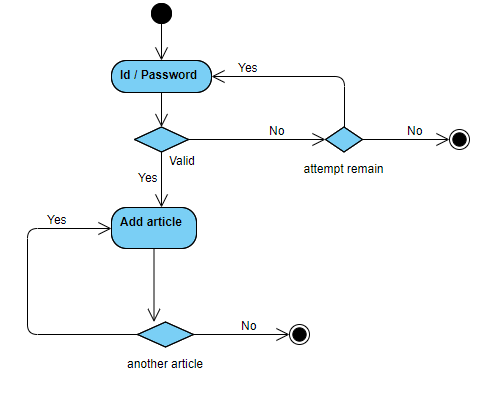 Yes
Id / Password
No
No
Valid
attempt remain
Yes
Yes
Add article
No
another article